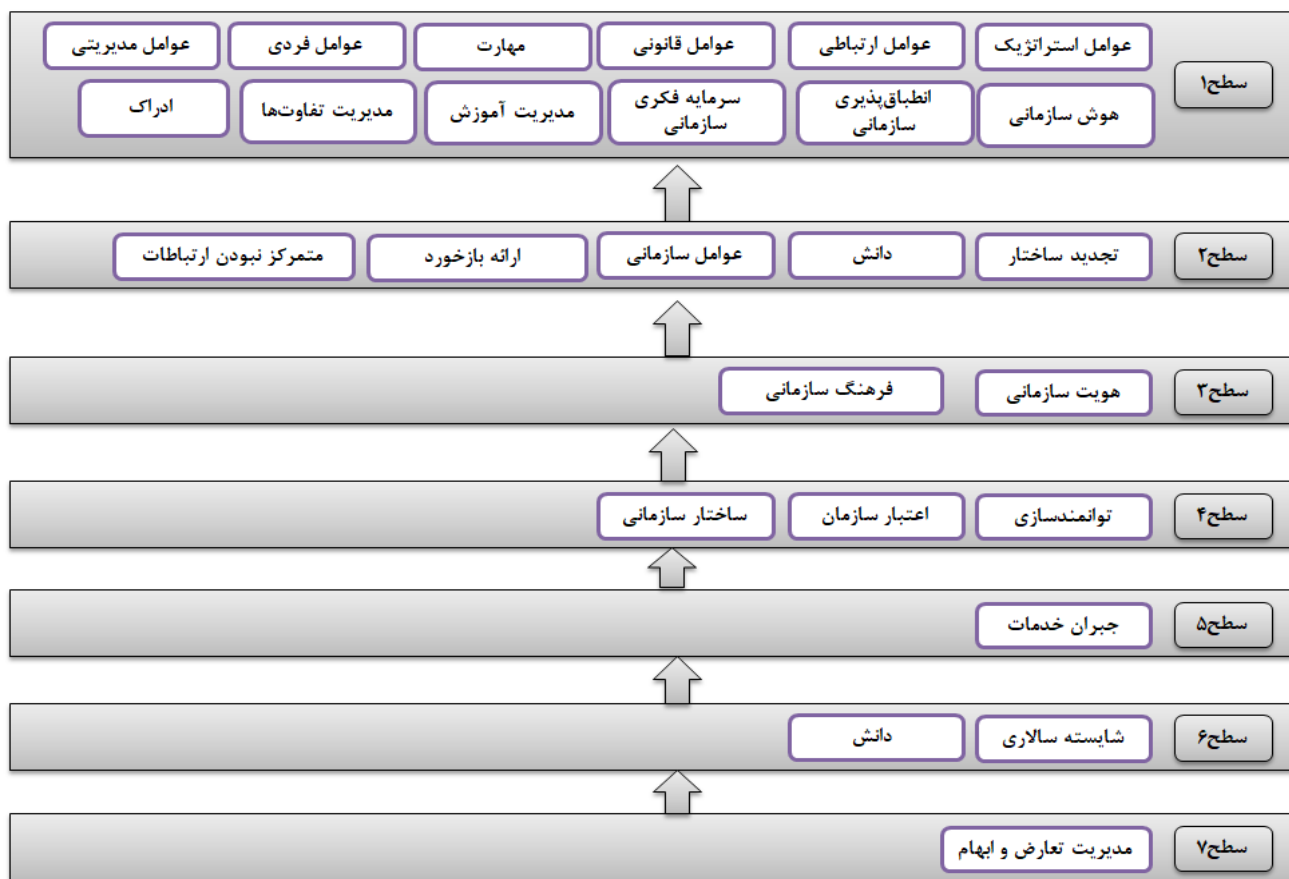 سطح۱
عوامل استراتژیک
عوامل ارتباطی
عوامل قانونی
مهارت
عوامل فردی
عوامل مدیریتی
هوش سازمانی
انطباق‌پذیری
سازمانی
سرمایه فکری
سازمانی
مدیریت آموزش
مدیریت تفاوت‌ها
ادراک
سطح۲
تجدید ساختار
دانش
عوامل سازمانی
ارائه بازخورد
متمرکز نبودن ارتباطات
سطح۳
هویت سازمانی
فرهنگ سازمانی
سطح۴
توانمندسازی
اعتبار سازمان
ساختار سازمانی
سطح۵
جبران خدمات
سطح۶
شایسته سالاری
دانش
سطح۷
مدیریت تعارض و ابهام